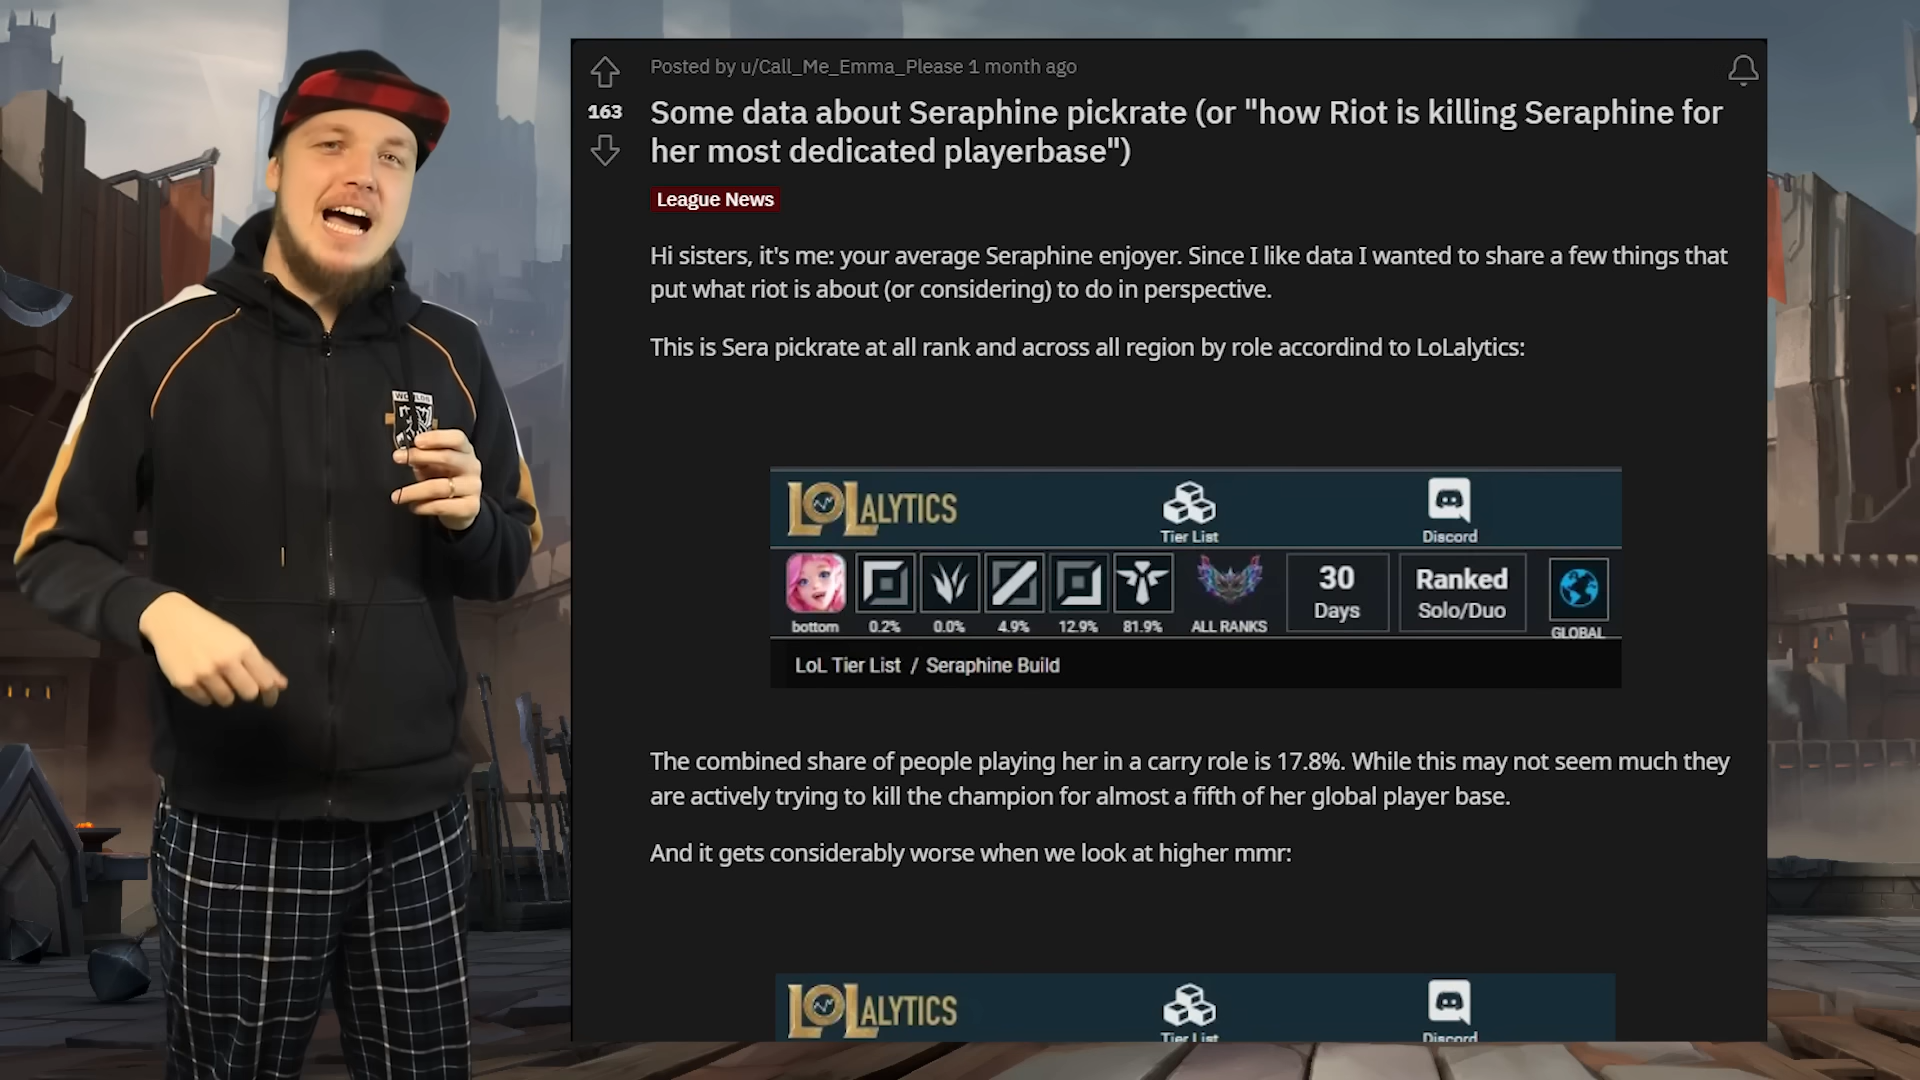 Posted by u/Call_Me_Emma_Please 1 month ago
163
Some data about Seraphine pickrate (or "how Riot is killing Seraphine for
her most dedicated playerbase")
League News
Hi sisters, it's me: your average Seraphine enjoyer. Since I like data I wanted to share a few things that
put what riot is about (or considering) to do in perspective.
This is Sera pickrate at all rank and across all region by role accordind to LoLalytics:
LOLALYTICS
Tier List
Discord
30
Days
Ranked
Solo/Duo
bottom 0.2% 0.0% 4.9% 12.9% 81.9% ALL RANKS
GLOBAL
LoL Tier List / Seraphine Build
The combined share of people playing her in a carry role is 17.8%. While this may not seem much they
are actively trying to kill the champion for almost a fifth of her global player base.
And it gets considerably worse when we look at higher mmr:
LOLALYTICS
Tier List
Discord